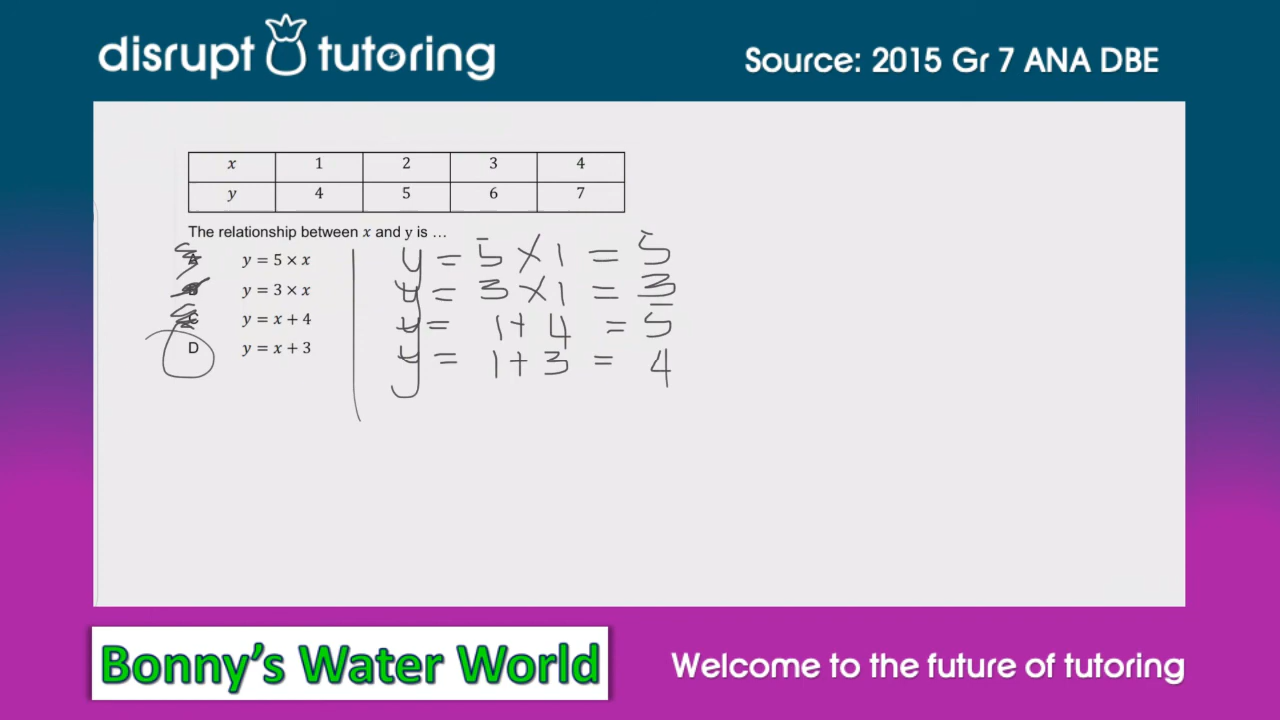 disrupt tutoring
Source: 2015 Gr 7 ANA DBE
x 1 2 3 4
y 4 5 6 7
The relationship between x and y is ...
A y = 5 × x
B y = 3 × x
C y = x + 4
D y = x + 3
y = 5 × 1 = 5
y = 3 × 1 = 3
y = 1 + 4 = 5
y = 1 + 3 = 4
Bonny's Water World
Welcome to the future of tutoring